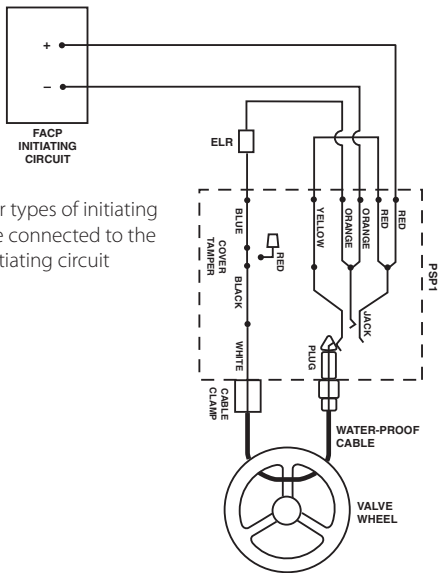 +
–
FACP
INITIATING
CIRCUIT
ELR
r types of initiating
e connected to the
tiating circuit
BLUE
COVER
TAMPER
RED
BLACK
WHITE
YELLOW
ORANGE
ORANGE
RED
RED
JACK
PLUG
PSP1
CABLE
CLAMP
WATER-PROOF
CABLE
VALVE
WHEEL